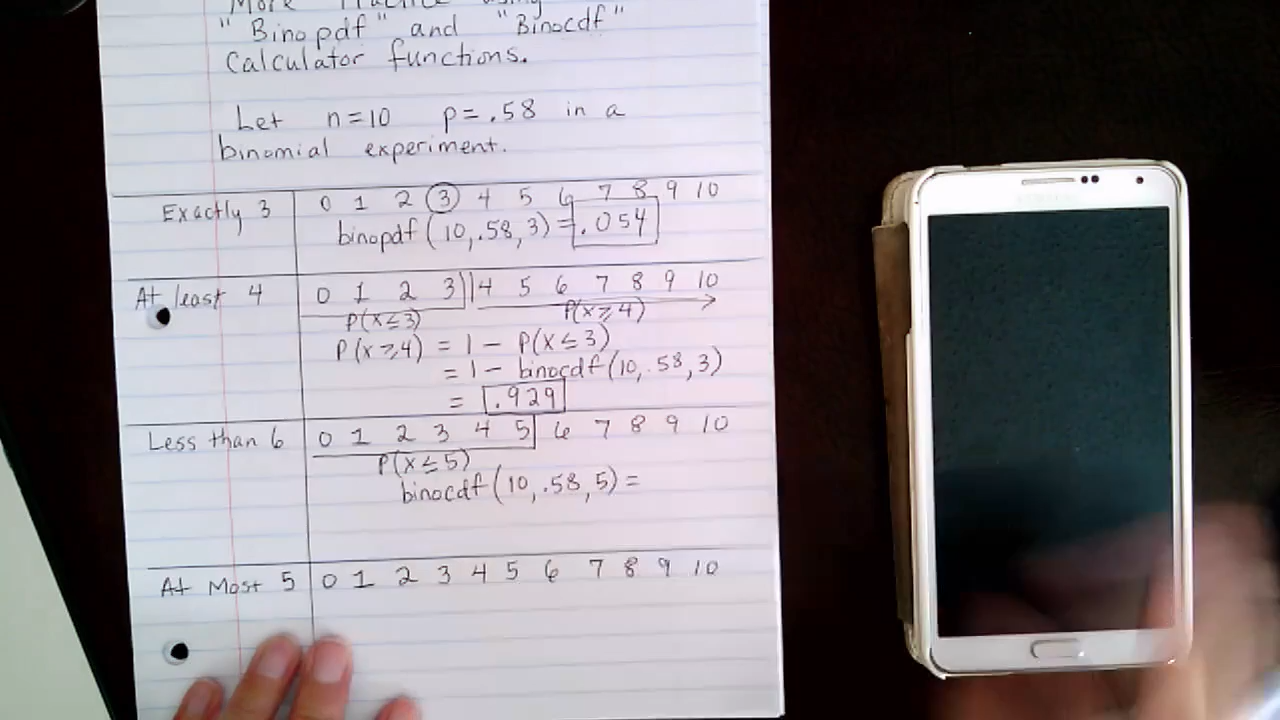 More Practice using
"Binopdf" and "Binocdf"
Calculator functions.
Let n=10 p=.58 in a
binomial experiment.
Exactly 3 0 1 2 3 4 5 6 7 8 9 10
binopdf(10,.58,3)=.054
At least 4 0 1 2 3 4 5 6 7 8 9 10
P(x≤3) P(x≥4)
P(x≥4) = 1 - P(x≤3)
= 1 - binocdf(10,.58,3)
= .929
Less than 6 0 1 2 3 4 5 6 7 8 9 10
P(x≤5)
binocdf(10,.58,5)=
At Most 5 0 1 2 3 4 5 6 7 8 9 10